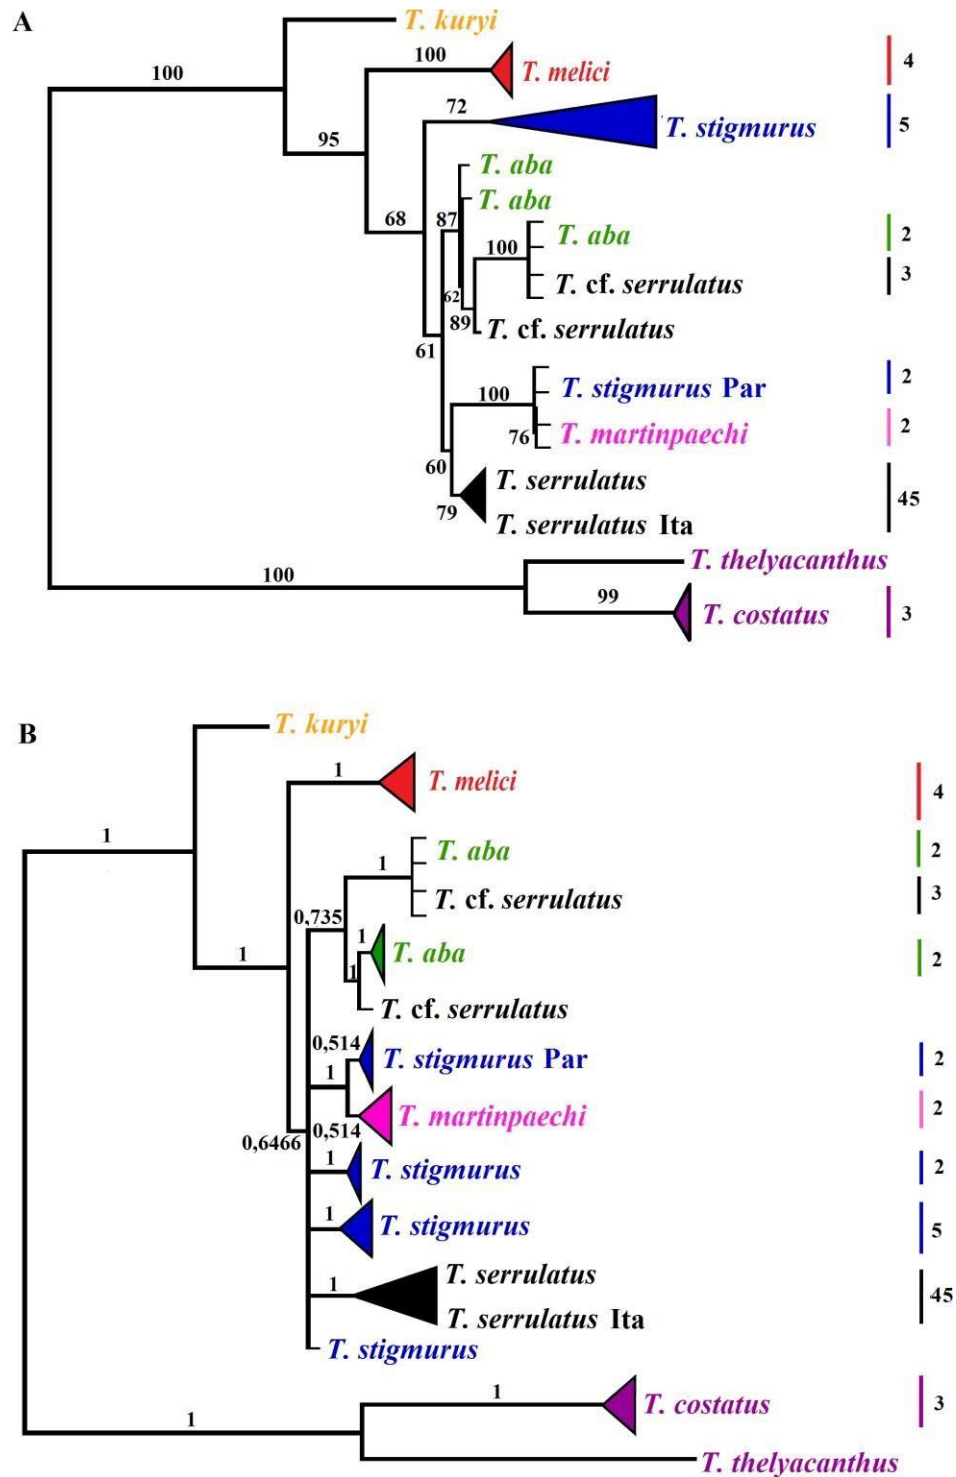 A
T. kuryi
100
100
T. melici
4
72
T. stigmurus
5
95
T. aba
T. aba
68
87
T. aba
2
100
T. cf. serrulatus
3
62
89
T. cf. serrulatus
61
T. stigmurus Par
2
100
T. martinpaechi
2
76
60
T. serrulatus
45
79
T. serrulatus Ita
T. thelyacanthus
100
99
T. costatus
3
B
T. kuryi
1
T. melici
4
1
T. aba
2
1
T. cf. serrulatus
3
0,735
1
T. aba
2
1
1
T. cf. serrulatus
0,514
T. stigmurus Par
2
1
T. martinpaechi
2
0,514
0,6466
1
T. stigmurus
2
1
T. stigmurus
5
T. serrulatus
1
45
T. serrulatus Ita
T. stigmurus
1
T. costatus
3
1
T. thelyacanthus